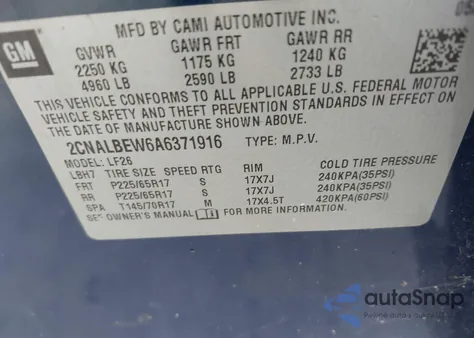 MFD BY CAMI AUTOMOTIVE INC.
GM
GVWR GAWR FRT GAWR RR
2250 KG 1175 KG 1240 KG
4960 LB 2590 LB 2733 LB
THIS VEHICLE CONFORMS TO ALL APPLICABLE U.S. FEDERAL MOTOR
VEHICLE SAFETY AND THEFT PREVENTION STANDARDS IN EFFECT ON
THE DATE OF MANUFACTURE SHOWN ABOVE.
2CNALBEW6A6371916 TYPE: M.P.V.
MODEL: LF26
LBH7 TIRE SIZE SPEED RTG RIM COLD TIRE PRESSURE
FRT P225/65R17 S 17X7J 240KPA(35PSI)
RR P225/65R17 S 17X7J 240KPA(35PSI)
SPA T145/70R17 M 17X4.5T 420KPA(60PSI)
SEE OWNER'S MANUAL FOR MORE INFORMATION.
autoSnap